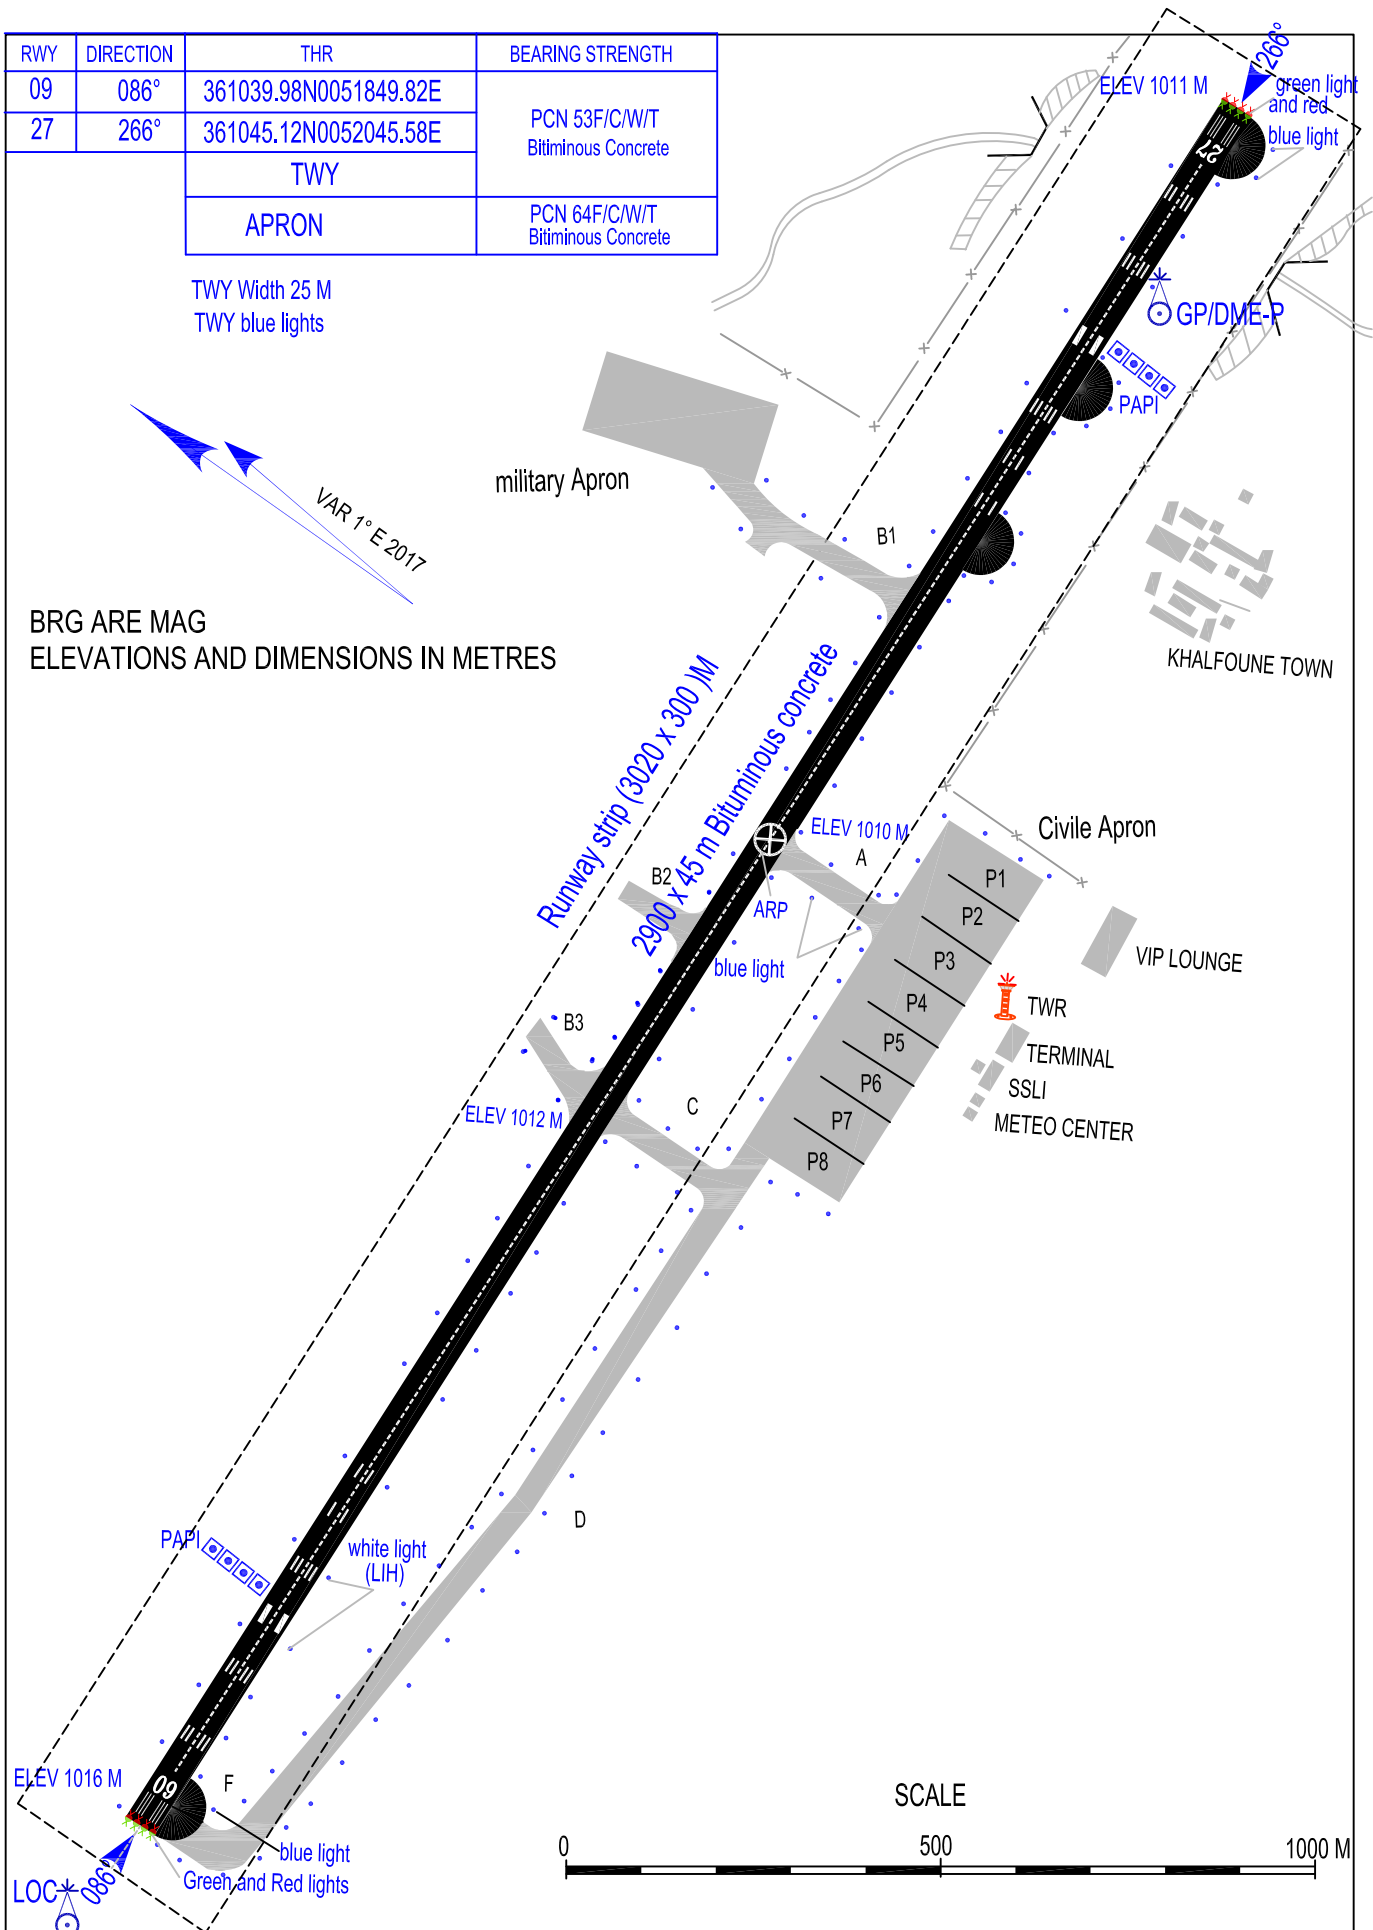 RWY DIRECTION THR BEARING STRENGTH
09 086° 361039.98N0051849.82E
27 266° 361045.12N0052045.58E
PCN 53F/C/W/T
Bitiminous Concrete
TWY
APRON
PCN 64F/C/W/T
Bitiminous Concrete
TWY Width 25 M
TWY blue lights
VAR 1° E 2017
BRG ARE MAG
ELEVATIONS AND DIMENSIONS IN METRES
266°
ELEV 1011 M
green light
and red
blue light
27
GP/DME-P
PAPI
military Apron
B1
KHALFOUNE TOWN
Runway strip (3020 x 300 )M
2900 x 45 m Bituminous concrete
ELEV 1010 M
A
Civile Apron
B2
ARP
blue light
P1
P2
P3
P4
P5
P6
P7
P8
VIP LOUNGE
TWR
TERMINAL
SSLI
METEO CENTER
B3
C
ELEV 1012 M
D
PAPI
white light
(LIH)
ELEV 1016 M
09
F
blue light
Green and Red lights
086°
LOC
SCALE
0 500 1000 M